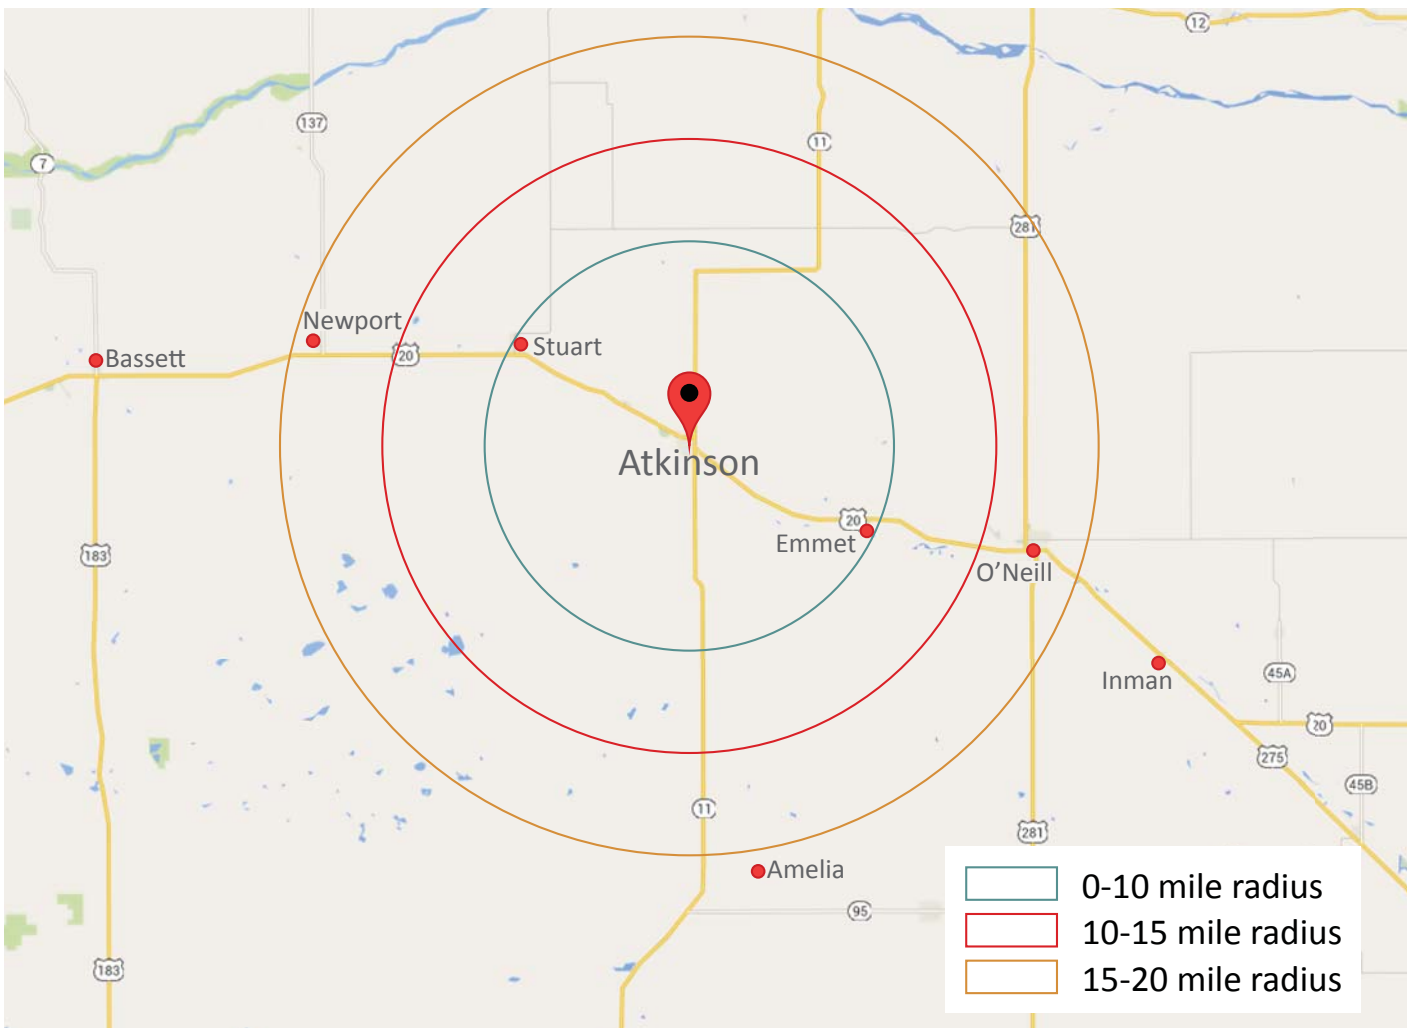 12
137
11
7
281
Newport
Stuart
20
Bassett
Atkinson
20
Emmet
183
O'Neill
Inman
45A
20
275
45B
11
281
Amelia
95
183
0-10 mile radius
10-15 mile radius
15-20 mile radius